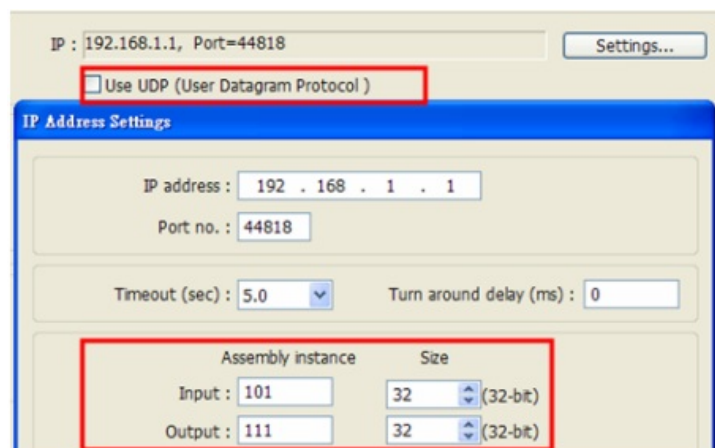 IP : 192.168.1.1, Port=44818 Settings...
Use UDP (User Datagram Protocol )
IP Address Settings
IP address : 192 . 168 . 1 . 1
Port no. : 44818
Timeout (sec) : 5.0 Turn around delay (ms) : 0
Assembly instance Size
Input : 101 32 (32-bit)
Output : 111 32 (32-bit)